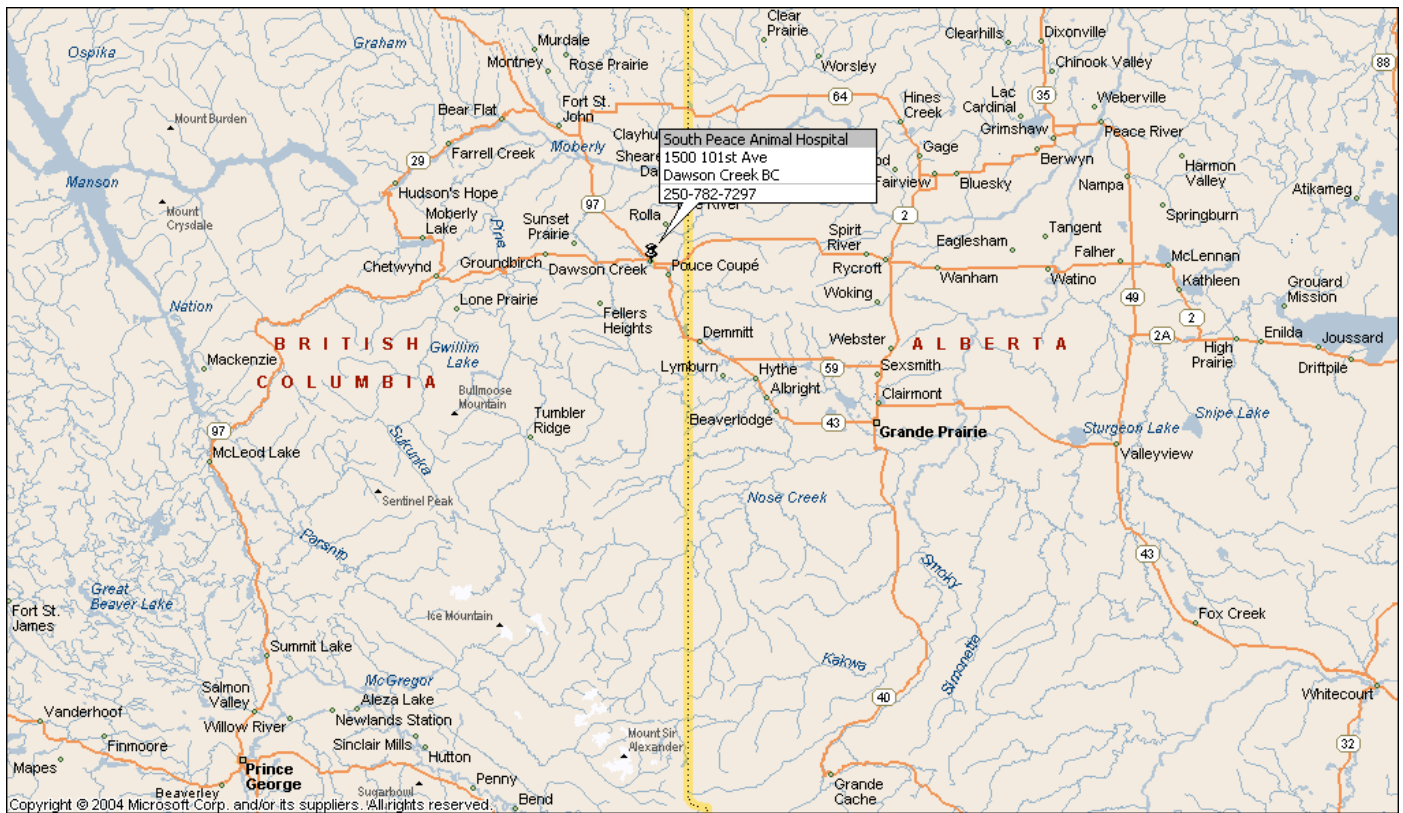 Clear
Prairie
Clearhills
Dixonville
Ospika
Graham
Murdale
Montney
Rose Prairie
Worsley
Chinook Valley
88
64
Hines
Creek
Lac
Cardinal
35
Weberville
Bear Flat
Fort St.
John
Mount Burden
Grimshaw
Peace River
Clayhu
Moberly
South Peace Animal Hospital
1500 101st Ave
Dawson Creek BC
250-782-7297
Gage
Berwyn
Farrell Creek
29
Harmon
Valley
Manson
Hudson's Hope
Fairview
Bluesky
Nampa
Atikameg
Mount
Crysdale
Moberly
Lake
Sunset
Prairie
97
Rolla
River
2
Springburn
Pine
Spirit
River
Eaglesham
Tangent
Chetwynd
Groundbirch
Dawson Creek
Pouce Coupé
Rycroft
Falher
McLennan
Wanham
Watino
Kathleen
Grouard
Mission
Nation
Lone Prairie
Fellers
Heights
Woking
49
2
BRITISH
COLUMBIA
Gwillim
Lake
Demmitt
Webster
ALBERTA
2A
High
Prairie
Enilda
Joussard
Driftpile
Mackenzie
Lymburn
Hythe
59
Sexsmith
Bullmoose
Mountain
Albright
Clairmont
Tumbler
Ridge
Beaverlodge
43
Grande Prairie
Snipe Lake
Sturgeon Lake
97
Sukunka
McLeod Lake
Valleyview
Sentinel Peak
Nose Creek
Parsnip
43
Smoky
Great
Beaver Lake
Fort St.
James
Ice Mountain
Fox Creek
Summit Lake
Kakwa
Simonette
McGregor
Salmon
Valley
Aleza Lake
40
Whitecourt
Vanderhoof
Willow River
Newlands Station
Finmoore
Sinclair Mills
Hutton
Mount Sir
Alexander
32
Mapes
Prince
George
Penny
Grande
Cache
Beaverley
Sugarbowl
Bend
Copyright © 2004 Microsoft Corp. and/or its suppliers. All rights reserved.